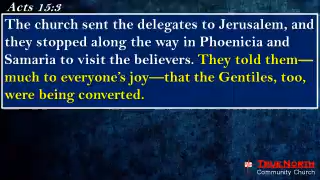 Acts 15:3
The church sent the delegates to Jerusalem, and
they stopped along the way in Phoenicia and
Samaria to visit the believers. They told them—
much to everyone's joy—that the Gentiles, too,
were being converted.
TRUENORTH
Community Church